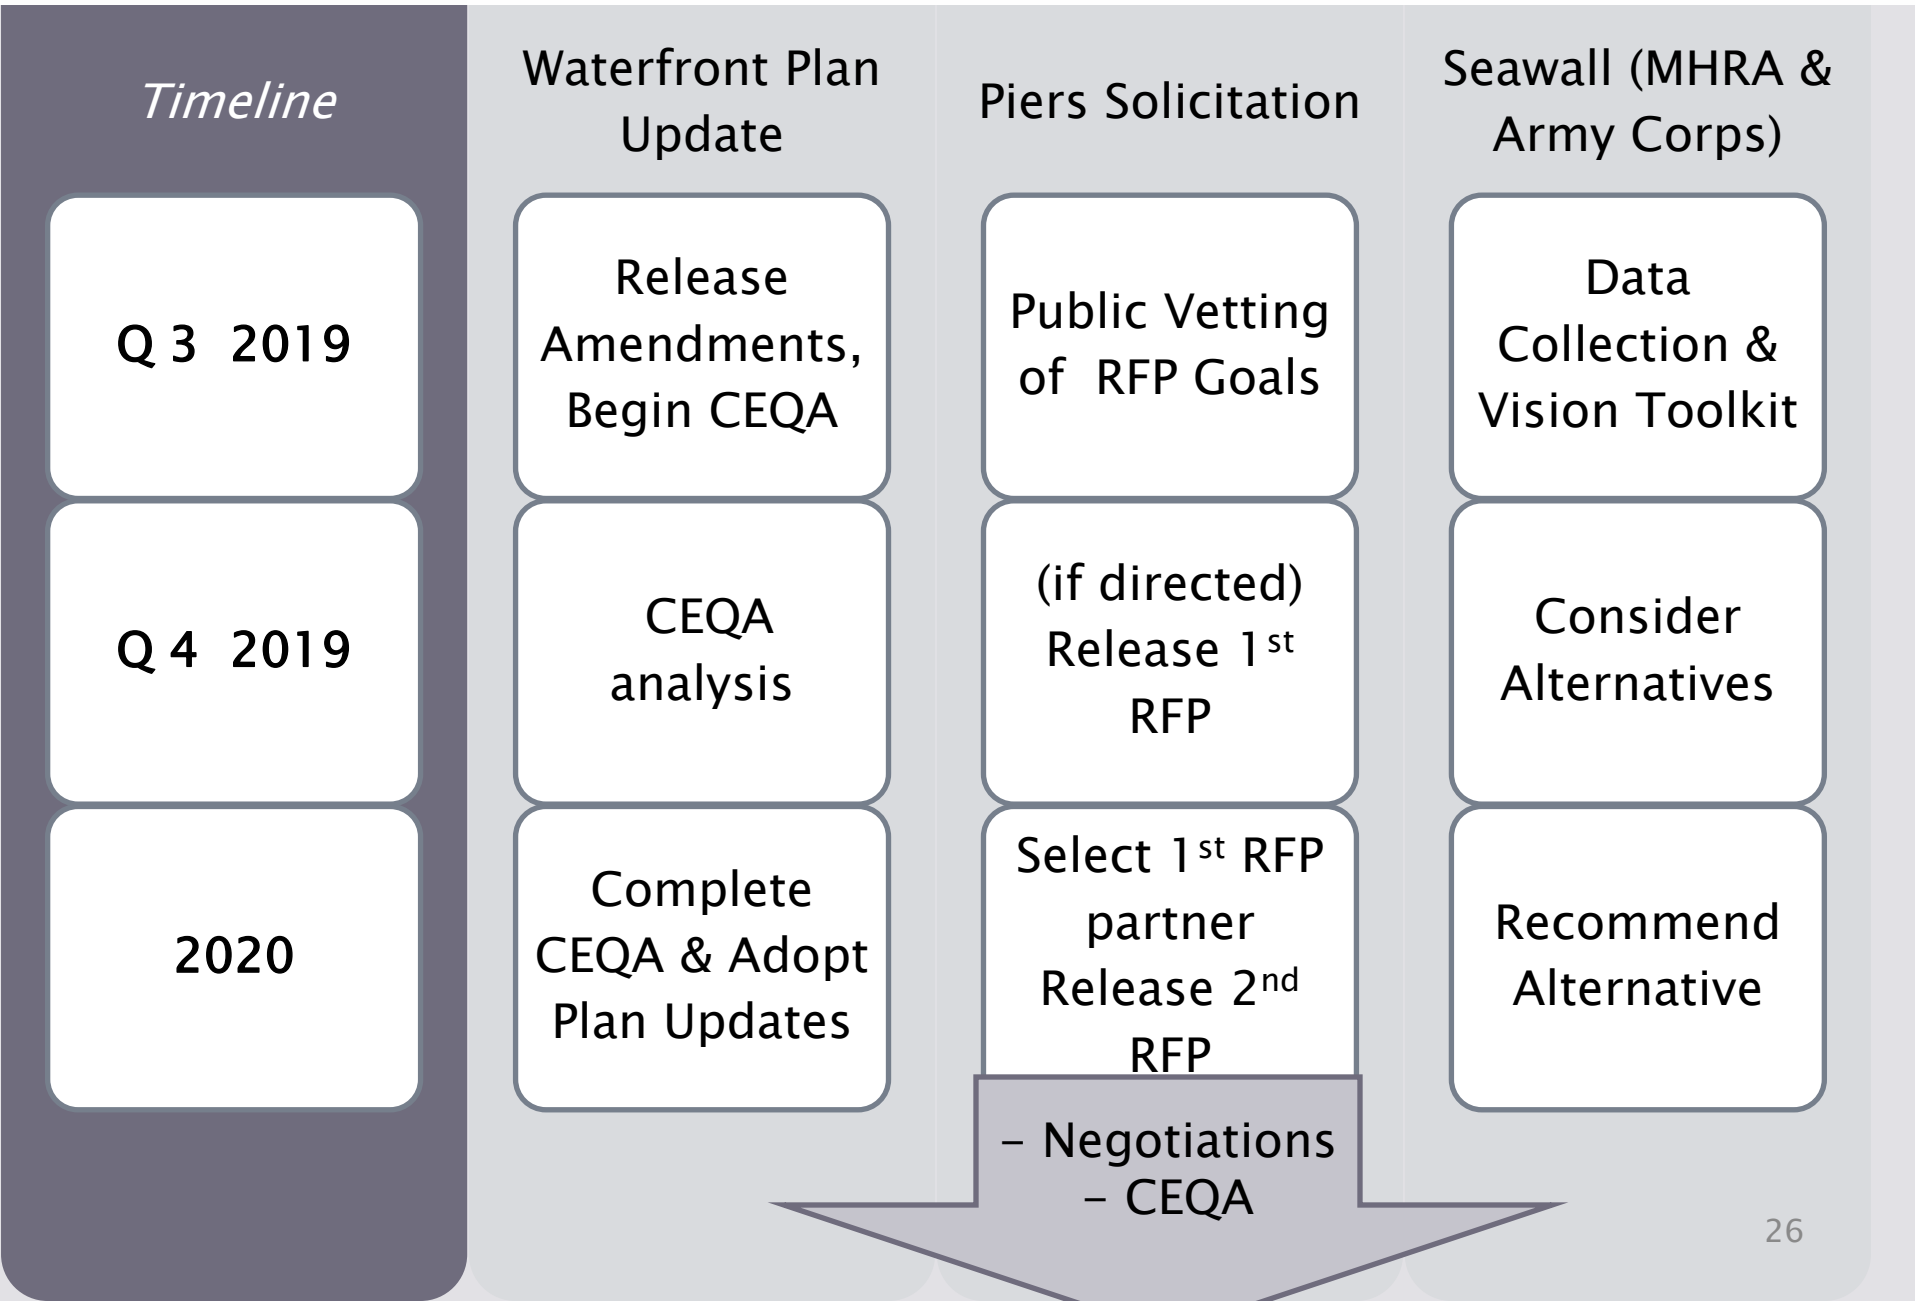 Timeline
Waterfront Plan
Update
Piers Solicitation
Seawall (MHRA &
Army Corps)
Q 3 2019
Release
Amendments,
Begin CEQA
Public Vetting
of RFP Goals
Data
Collection &
Vision Toolkit
Q 4 2019
CEQA
analysis
(if directed)
Release 1st
RFP
Consider
Alternatives
2020
Complete
CEQA & Adopt
Plan Updates
Select 1st RFP
partner
Release 2nd
RFP
Recommend
Alternative
– Negotiations
– CEQA
26